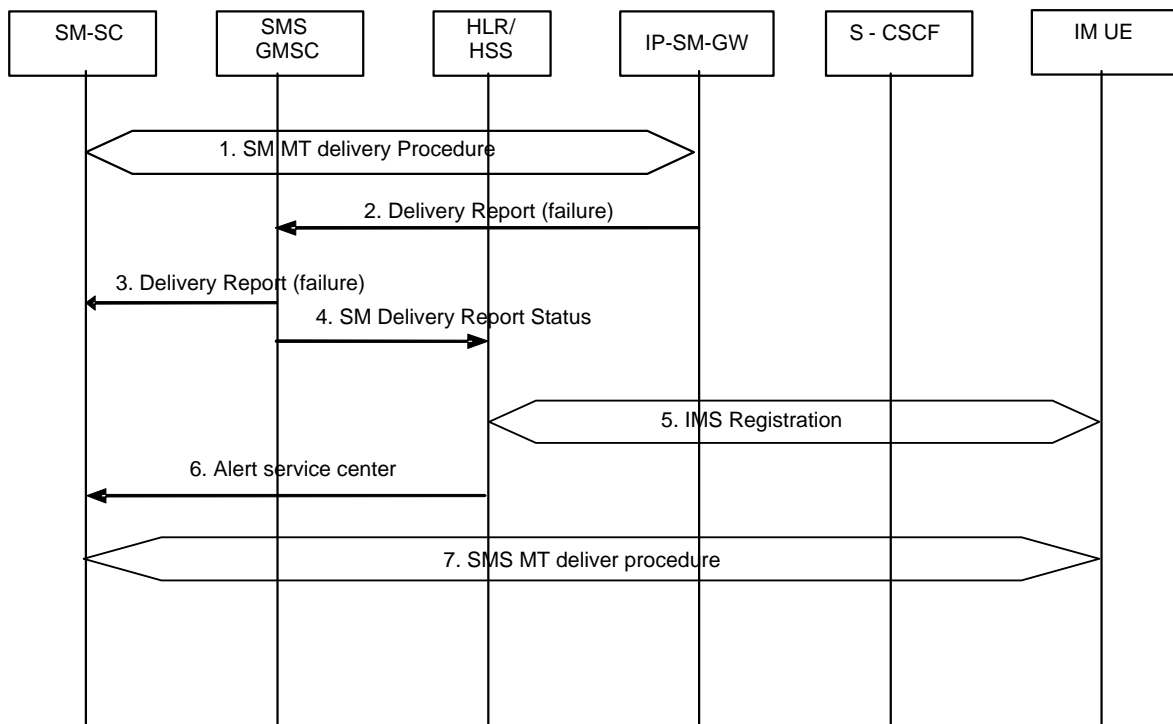 SM-SC
SMS
GMSC
HLR/
HSS
IP-SM-GW
S - CSCF
IM UE
1. SM MT delivery Procedure
2. Delivery Report (failure)
3. Delivery Report (failure)
4. SM Delivery Report Status
5. IMS Registration
6. Alert service center
7. SMS MT deliver procedure